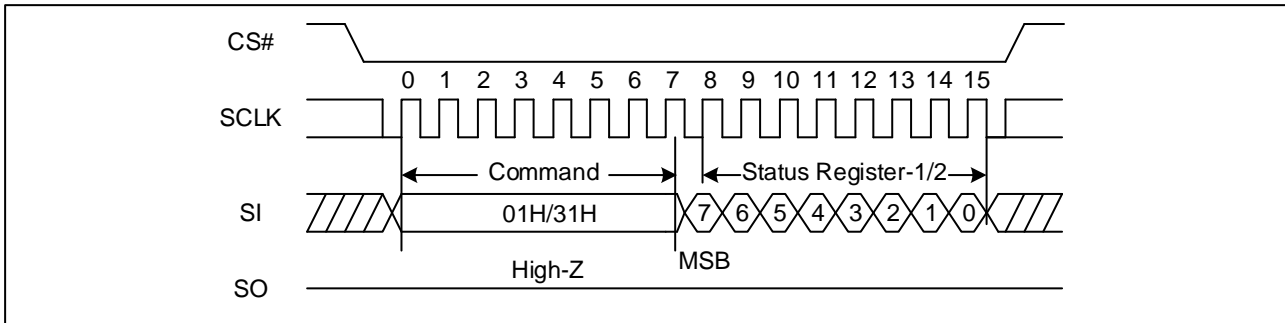 CS#
0 1 2 3 4 5 6 7 8 9 10 11 12 13 14 15
SCLK
Command Status Register-1/2
SI 01H/31H 7 6 5 4 3 2 1 0
MSB
High-Z
SO